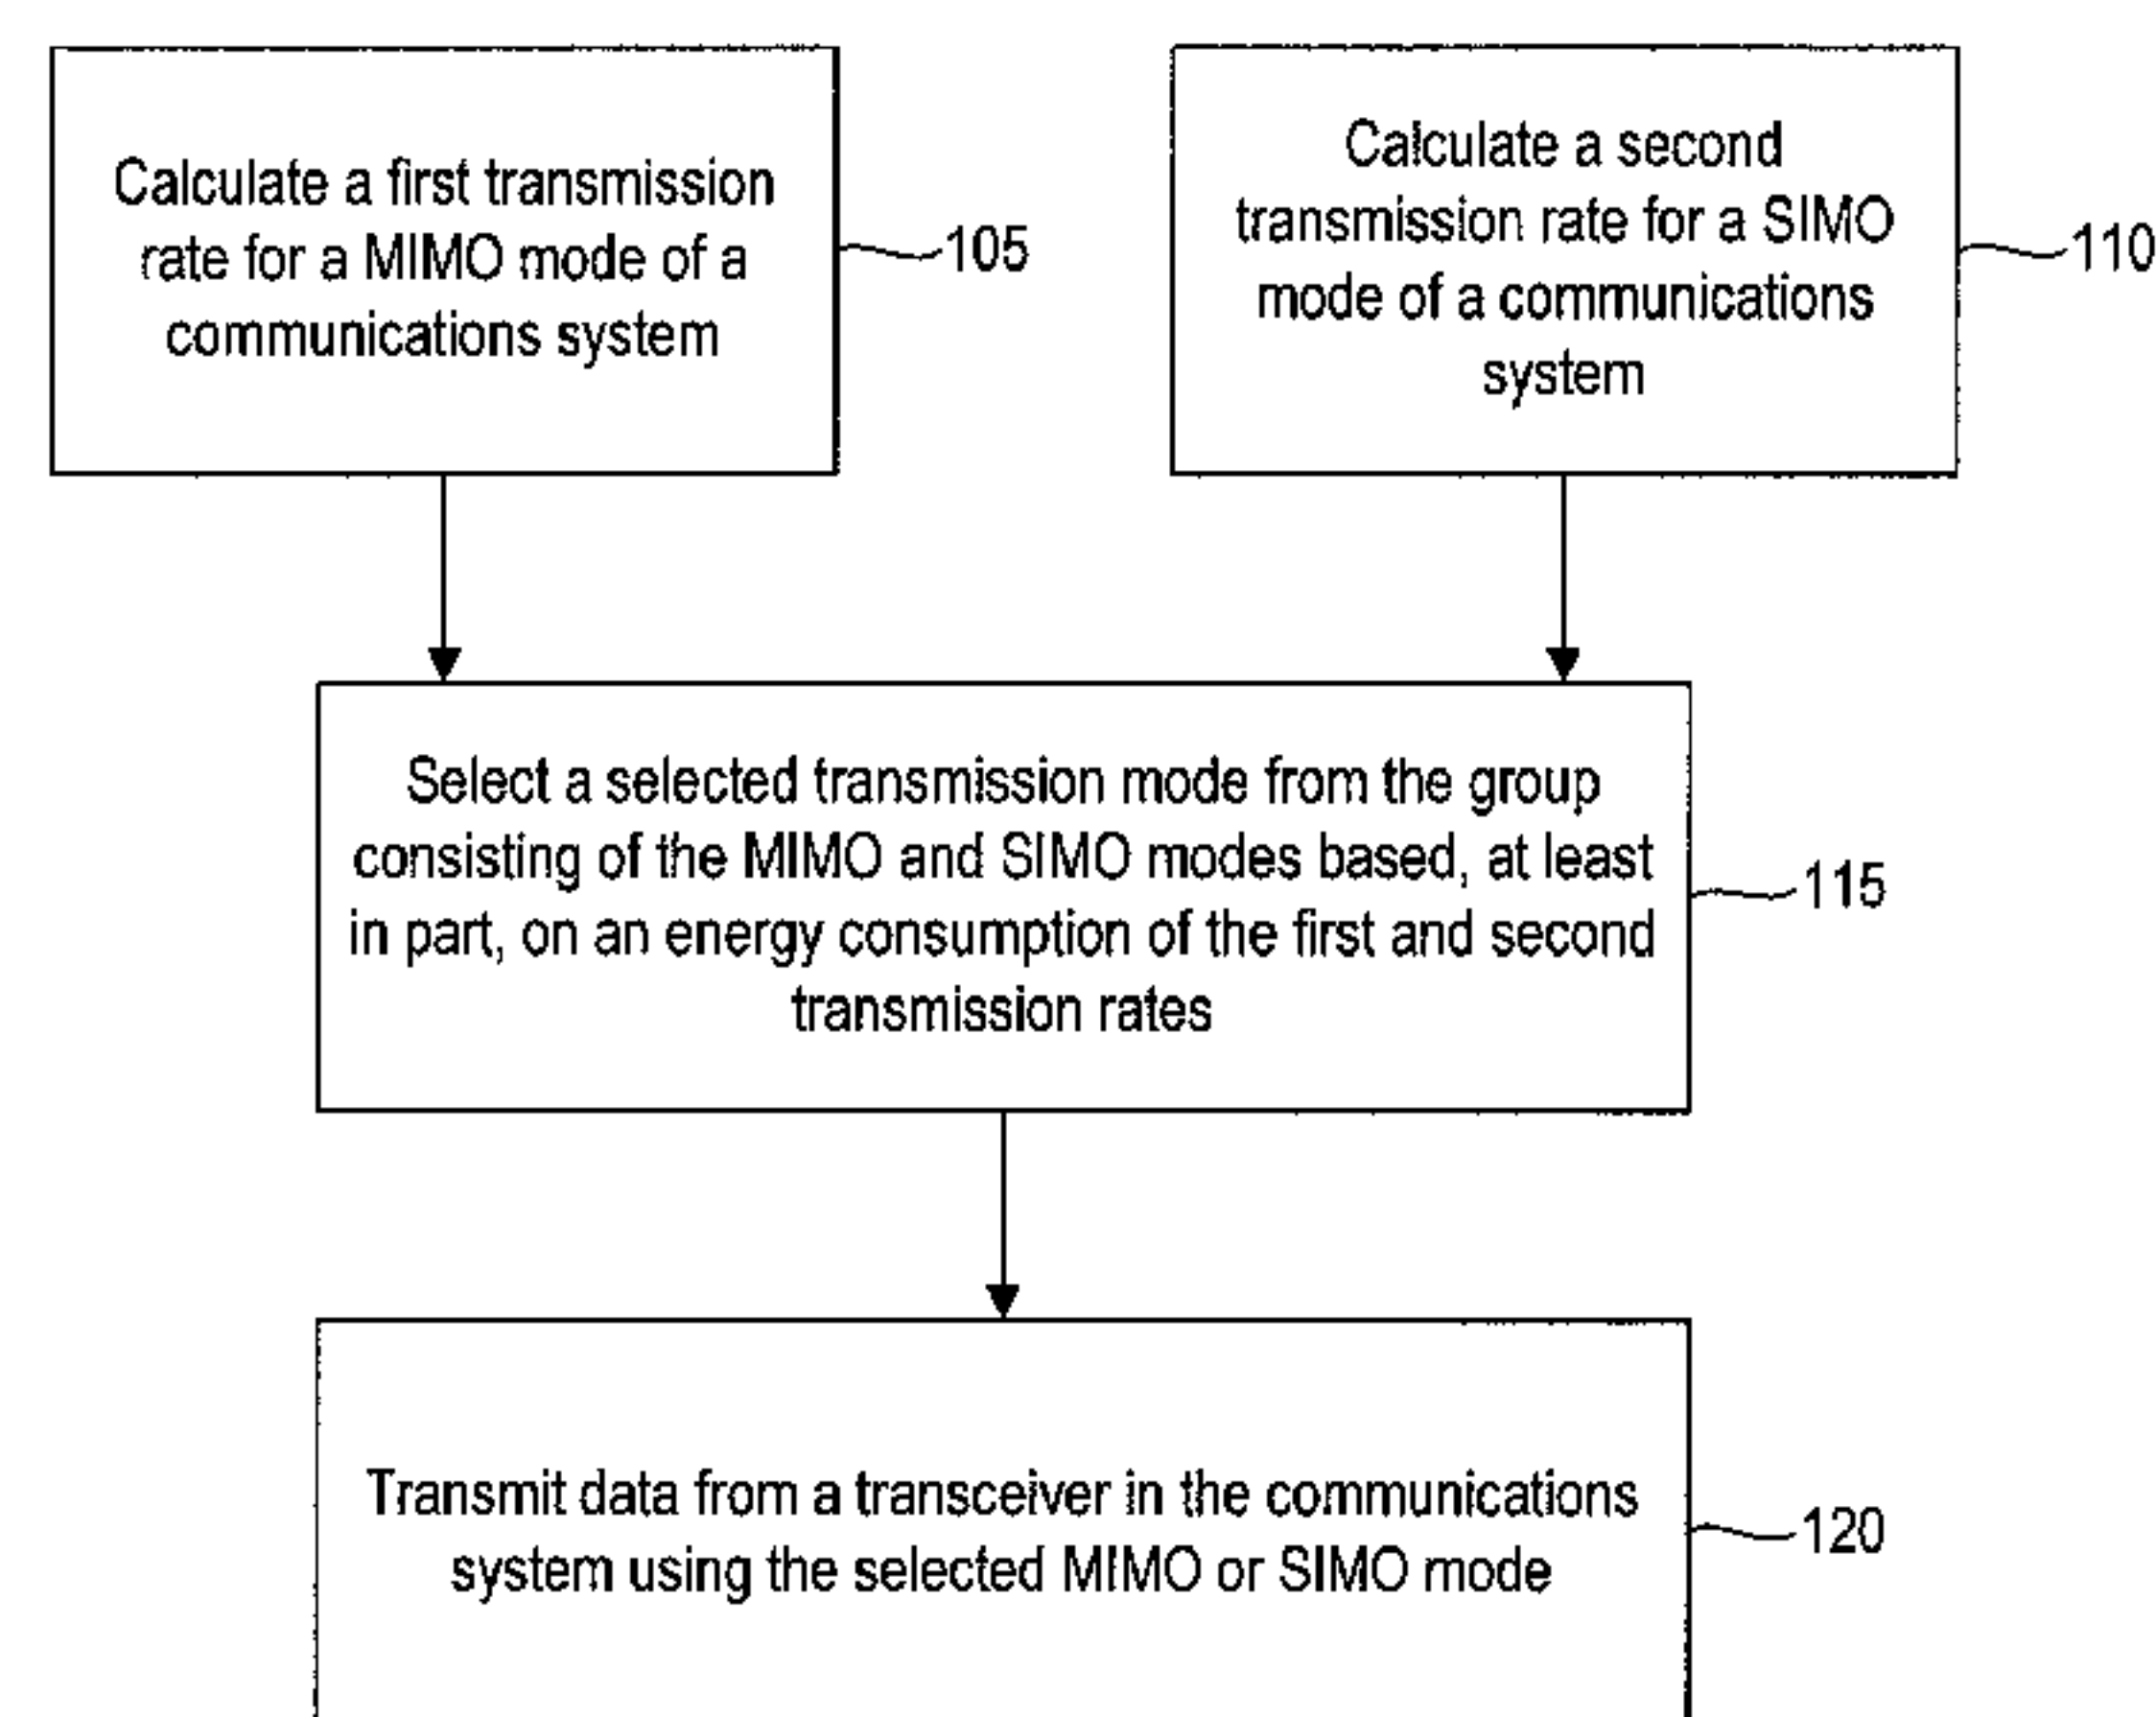 Calculate a first transmission
rate for a MIMO mode of a
communications system
105
Calculate a second
transmission rate for a SIMO
mode of a communications
system
110
Select a selected transmission mode from the group
consisting of the MIMO and SIMO modes based, at least
in part, on an energy consumption of the first and second
transmission rates
115
Transmit data from a transceiver in the communications
system using the selected MIMO or SIMO mode
120